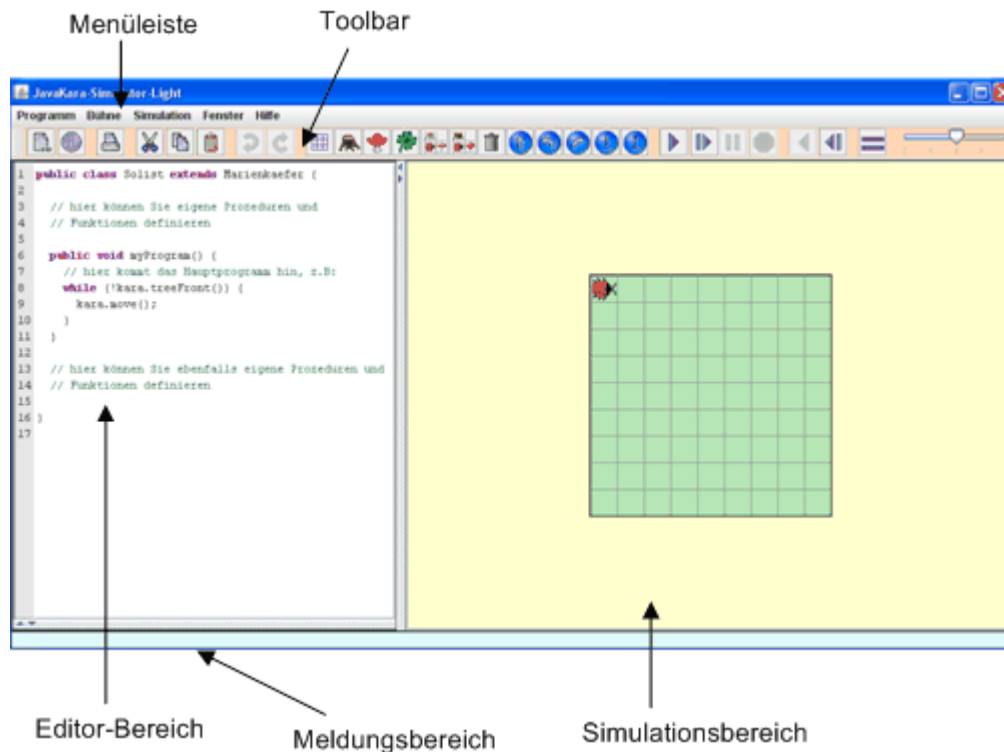 Menüleiste
Toolbar
JavaKara-Simulator-Light
Programm Bühne Simulation Fenster Hilfe
1 public class Solist extends Marienkaefer {
2
3 // hier können Sie eigene Prozeduren und
4 // Funktionen definieren
5
6 public void myProgram() {
7 // hier kommt das Hauptprogramm hin, z.B:
8 while (!kara.treeFront()) {
9 kara.move();
10 }
11 }
12
13 // hier können Sie ebenfalls eigene Prozeduren und
14 // Funktionen definieren
15
16 }
17
Editor-Bereich
Meldungsbereich
Simulationsbereich